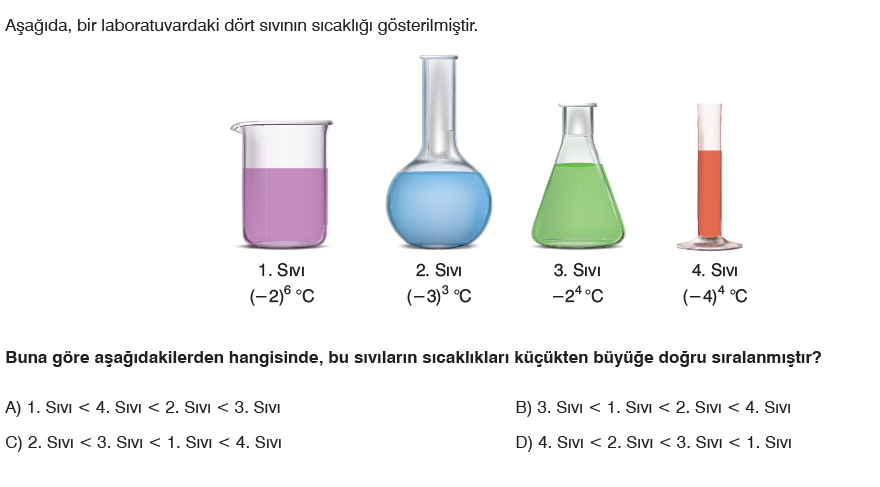 Aşağıda, bir laboratuvardaki dört sıvının sıcaklığı gösterilmiştir.
1. Sıvı 2. Sıvı 3. Sıvı 4. Sıvı
(−2)⁶ °C (−3)³ °C −2⁴ °C (−4)⁴ °C
Buna göre aşağıdakilerden hangisinde, bu sıvıların sıcaklıkları küçükten büyüğe doğru sıralanmıştır?
A) 1. Sıvı < 4. Sıvı < 2. Sıvı < 3. Sıvı B) 3. Sıvı < 1. Sıvı < 2. Sıvı < 4. Sıvı
C) 2. Sıvı < 3. Sıvı < 1. Sıvı < 4. Sıvı D) 4. Sıvı < 2. Sıvı < 3. Sıvı < 1. Sıvı